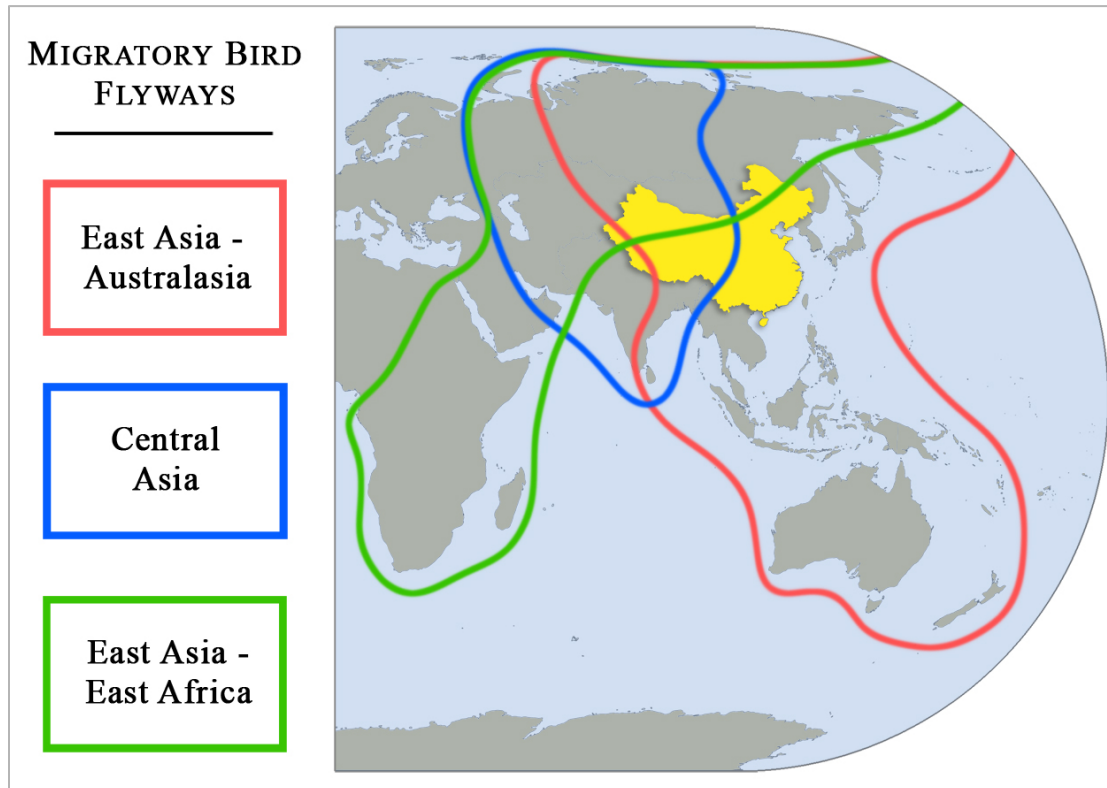 Migratory Bird
Flyways
East Asia -
Australasia
Central
Asia
East Asia -
East Africa